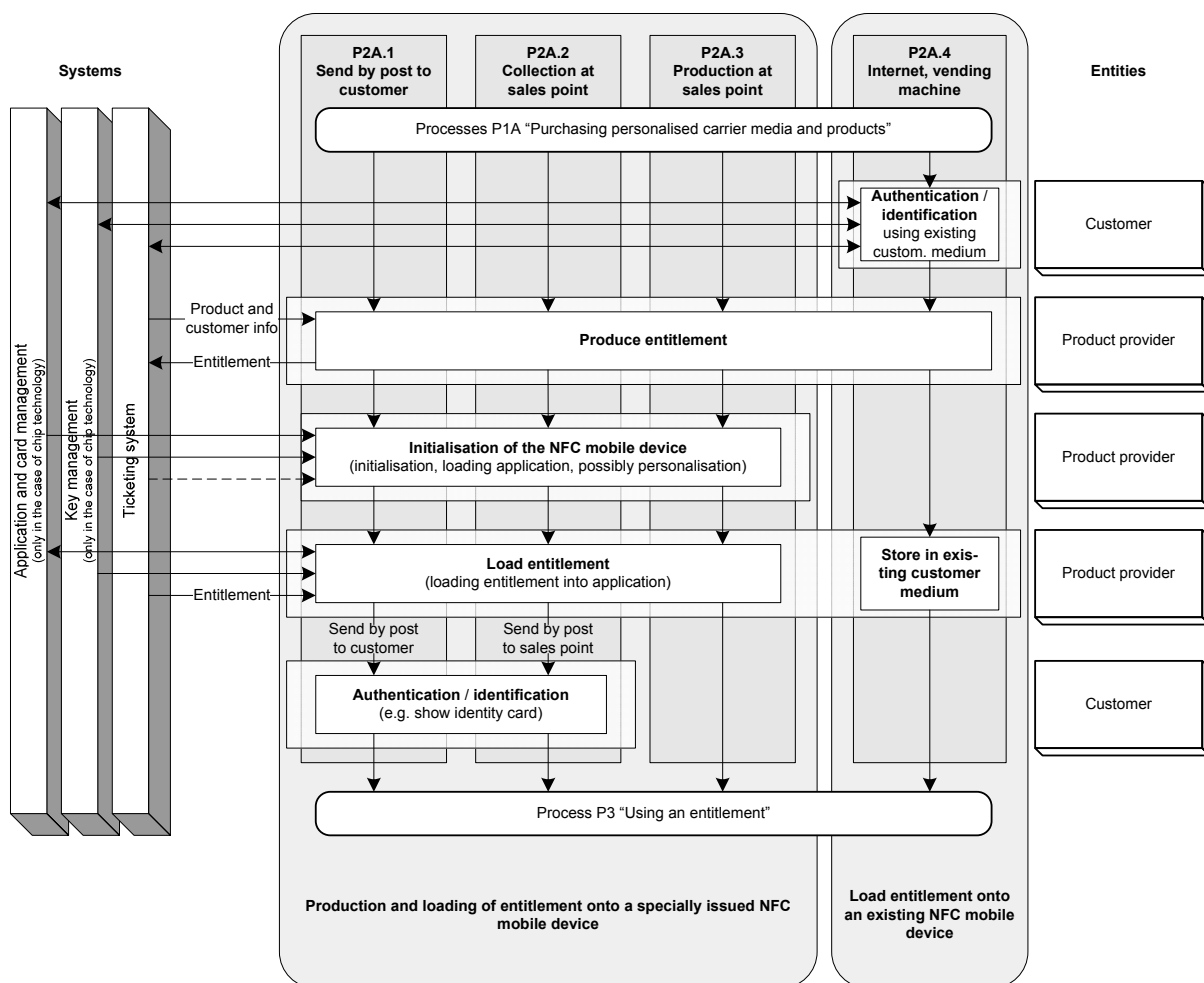 Systems
P2A.1
Send by post to
customer
P2A.2
Collection at
sales point
P2A.3
Production at
sales point
P2A.4
Internet, vending
machine
Entities
Processes P1A “Purchasing personalised carrier media and products”
Authentication /
identification
using existing
custom. medium
Customer
Product and
customer info
Produce entitlement
Product provider
Entitlement
Application and card management
(only in the case of chip technology)
Key management
(only in the case of chip technology)
Ticketing system
Initialisation of the NFC mobile device
(initialisation, loading application, possibly personalisation)
Product provider
Load entitlement
(loading entitlement into application)
Store in exis-
ting customer
medium
Product provider
Entitlement
Send by post
to customer
Send by post
to sales point
Authentication / identification
(e.g. show identity card)
Customer
Process P3 “Using an entitlement”
Production and loading of entitlement onto a specially issued NFC
mobile device
Load entitlement onto
an existing NFC mobile
device